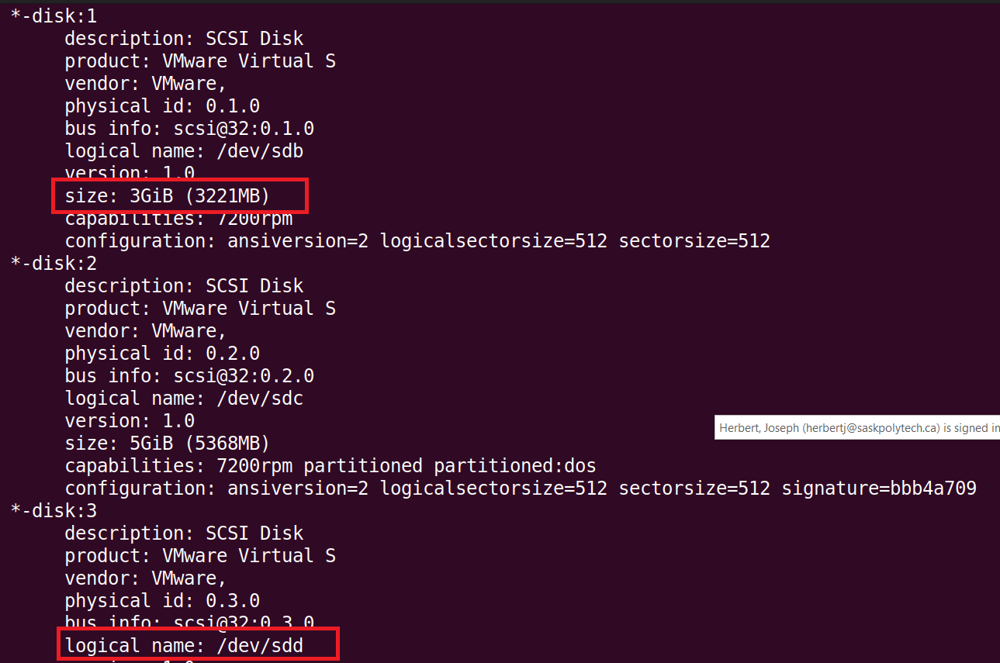 *-disk:1
description: SCSI Disk
product: VMware Virtual S
vendor: VMware,
physical id: 0.1.0
bus info: scsi@32:0.1.0
logical name: /dev/sdb
version: 1.0
size: 3GiB (3221MB)
capabilities: 7200rpm
configuration: ansiversion=2 logicalsectorsize=512 sectorsize=512
*-disk:2
description: SCSI Disk
product: VMware Virtual S
vendor: VMware,
physical id: 0.2.0
bus info: scsi@32:0.2.0
logical name: /dev/sdc
version: 1.0
Herbert, Joseph (herbertj@saskpolytech.ca) is signed in
size: 5GiB (5368MB)
capabilities: 7200rpm partitioned partitioned:dos
configuration: ansiversion=2 logicalsectorsize=512 sectorsize=512 signature=bbb4a709
*-disk:3
description: SCSI Disk
product: VMware Virtual S
vendor: VMware,
physical id: 0.3.0
bus info: scsi@32:0.3.0
logical name: /dev/sdd